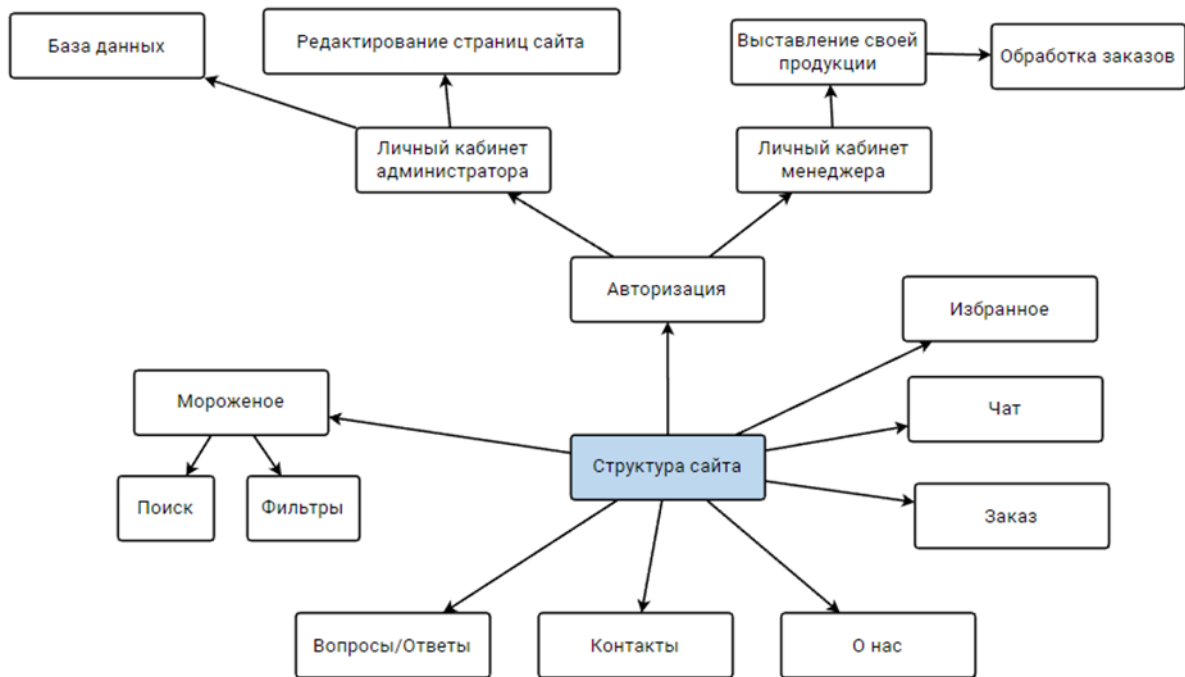 База данных
Редактирование страниц сайта
Выставление своей
продукции
Обработка заказов
Личный кабинет
администратора
Личный кабинет
менеджера
Авторизация
Избранное
Мороженое
Чат
Структура сайта
Поиск
Фильтры
Заказ
Вопросы/Ответы
Контакты
О нас